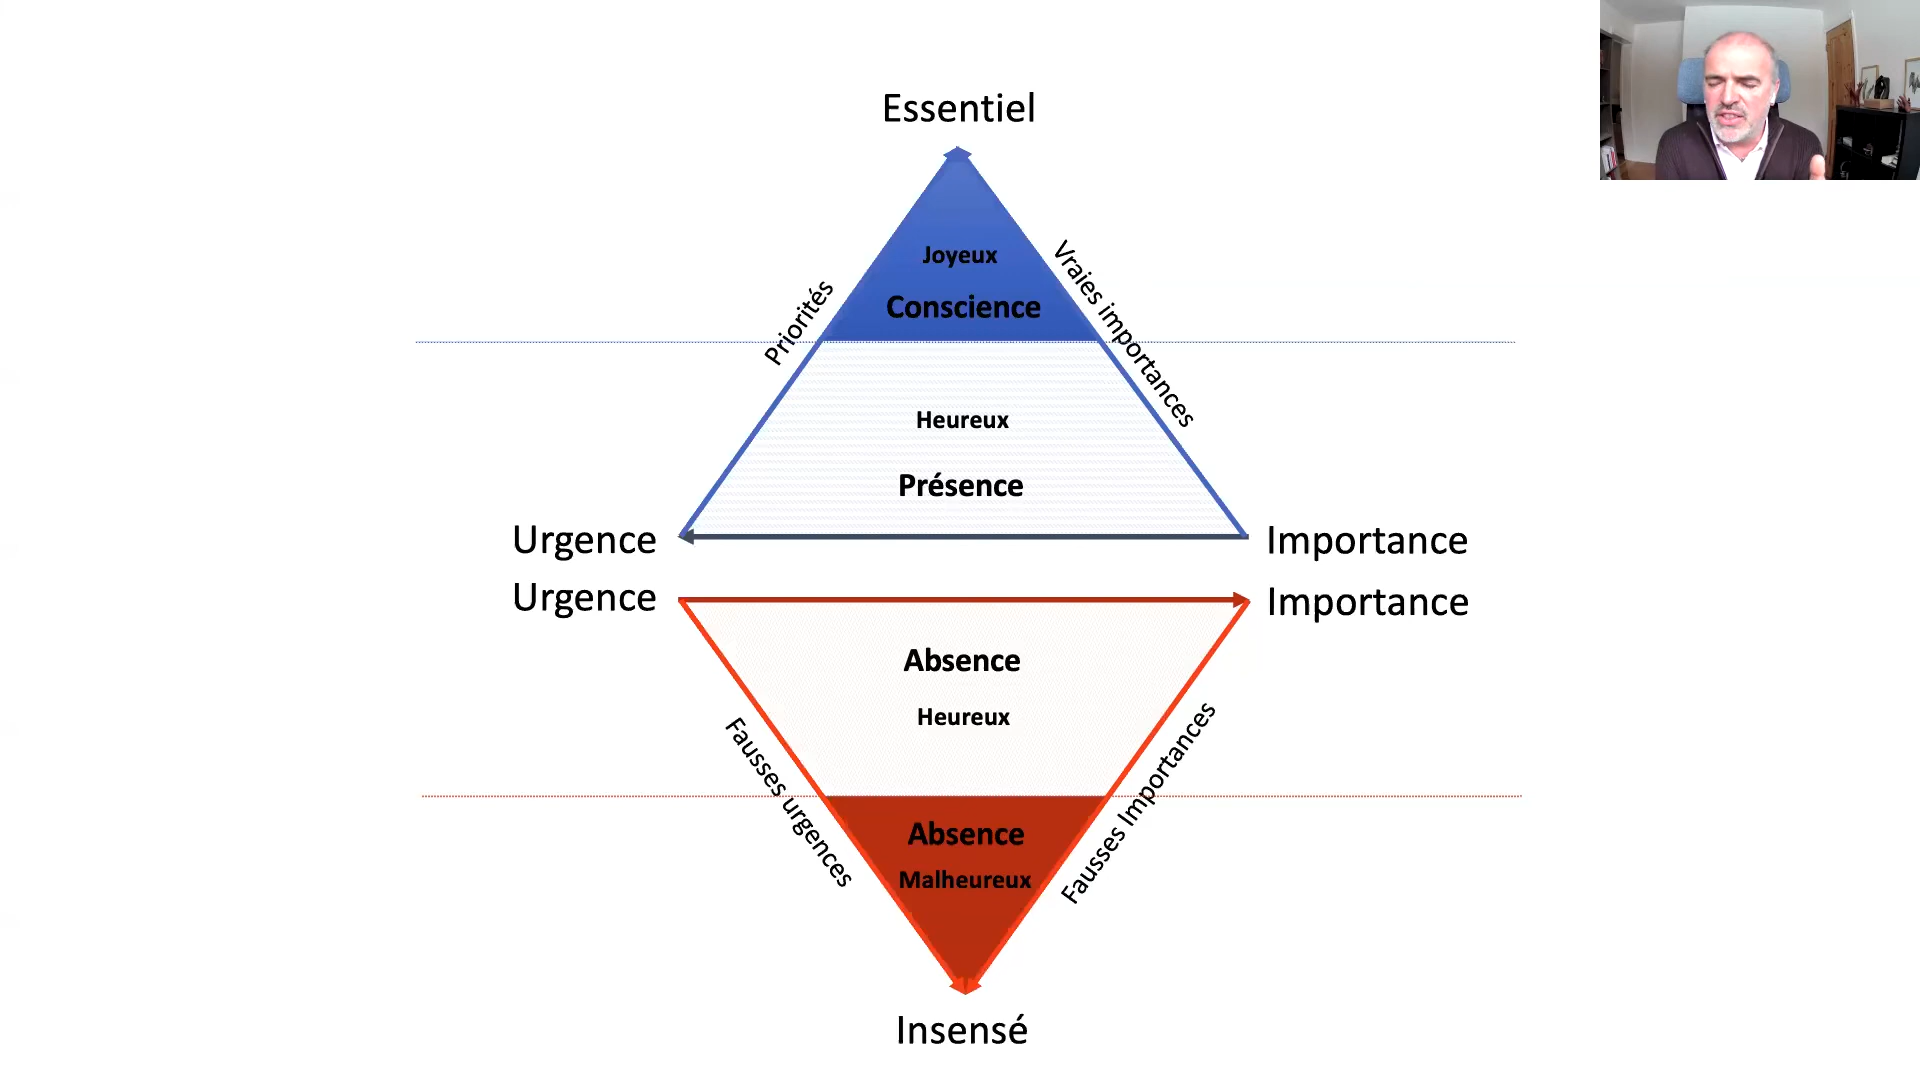 Essentiel
Joyeux
Conscience
Priorités
Vraies importances
Heureux
Présence
Urgence
Importance
Urgence
Importance
Absence
Heureux
Fausses urgences
Fausses Importances
Absence
Malheureux
Insensé